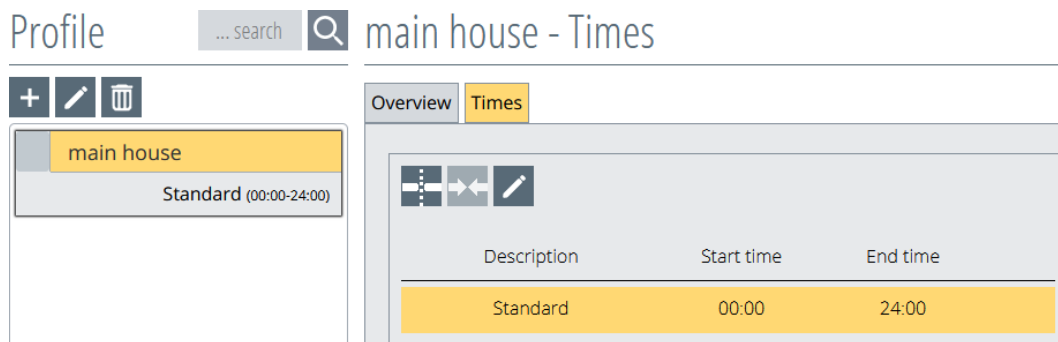 Profile
... search
main house - Times
Overview Times
main house
Standard (00:00-24:00)
Description Start time End time
Standard 00:00 24:00